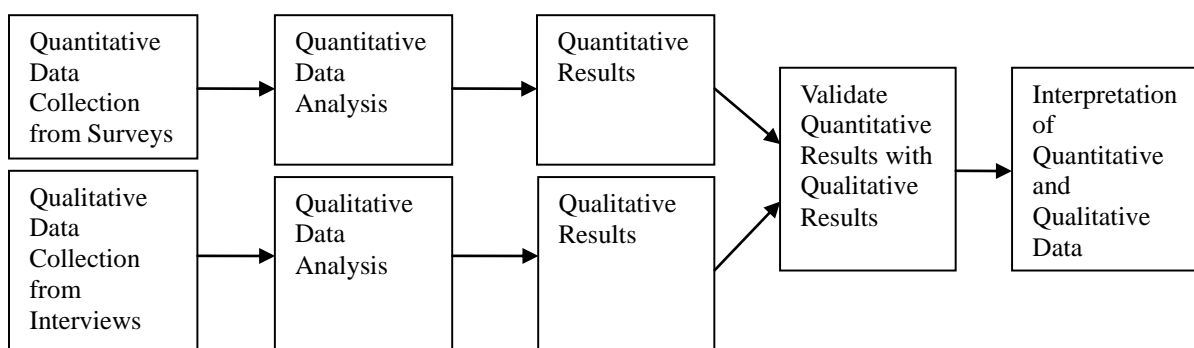 Quantitative
Data
Collection
from Surveys
Quantitative
Data
Analysis
Quantitative
Results
Qualitative
Data
Collection
from
Interviews
Qualitative
Data
Analysis
Qualitative
Results
Validate
Quantitative
Results with
Qualitative
Results
Interpretation
of
Quantitative
and
Qualitative
Data